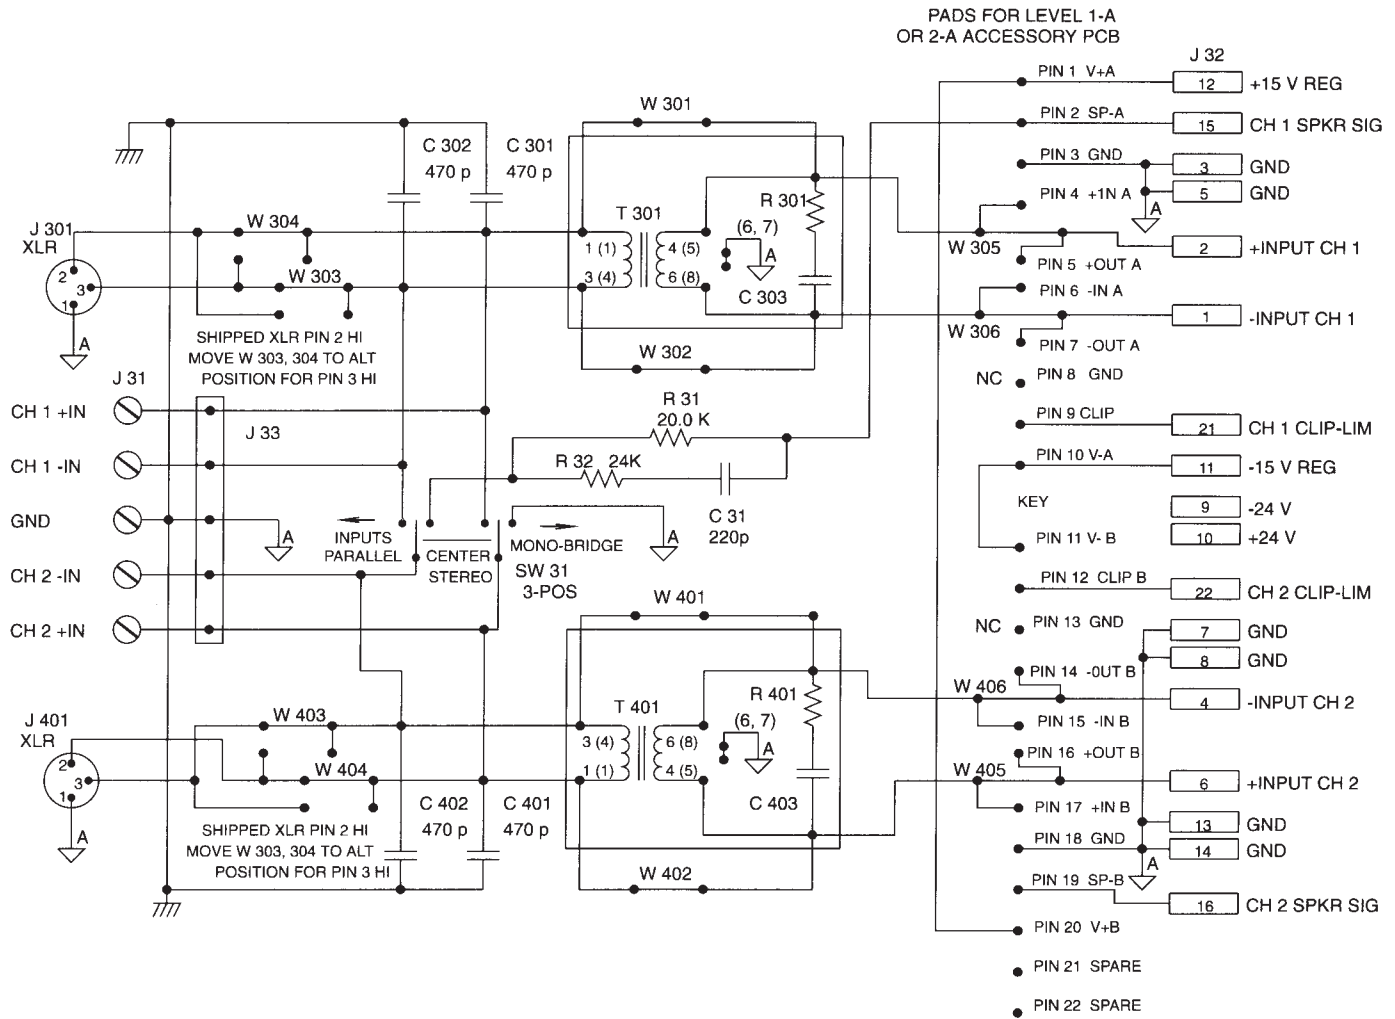 PADS FOR LEVEL 1-A
OR 2-A ACCESSORY PCB
J 32
PIN 1 V+A
12
+15 V REG
W 301
PIN 2 SP-A
15
CH 1 SPKR SIG
C 302
470 p
C 301
470 p
PIN 3 GND
3
GND
PIN 4 +1N A
5
GND
A
R 301
T 301
(6, 7)
J 301
XLR
W 304
1 (1)
4 (5)
A
W 305
2
+INPUT CH 1
PIN 5 +OUT A
2
3
1
W 303
3 (4)
6 (8)
C 303
PIN 6 -IN A
W 306
1
-INPUT CH 1
A
SHIPPED XLR PIN 2 HI
MOVE W 303, 304 TO ALT
POSITION FOR PIN 3 HI
W 302
PIN 7 -OUT A
NC
PIN 8 GND
J 31
CH 1 +IN
J 33
R 31
20.0 K
PIN 9 CLIP
21
CH 1 CLIP-LIM
CH 1 -IN
R 32 24K
PIN 10 V-A
11
-15 V REG
C 31
220p
KEY
9
-24 V
GND
A
INPUTS
PARALLEL
CENTER
STEREO
MONO-BRIDGE
A
SW 31
3-POS
10
+24 V
PIN 11 V- B
CH 2 -IN
PIN 12 CLIP B
22
CH 2 CLIP-LIM
CH 2 +IN
W 401
NC
PIN 13 GND
7
GND
8
GND
PIN 14 -0UT B
R 401
W 406
4
-INPUT CH 2
J 401
XLR
W 403
T 401
(6, 7)
PIN 15 -IN B
3 (4)
6 (8)
A
PIN 16 +OUT B
2
3
1
W 404
1 (1)
4 (5)
W 405
6
+INPUT CH 2
C 402
470 p
C 401
470 p
C 403
PIN 17 +IN B
13
GND
A
SHIPPED XLR PIN 2 HI
MOVE W 303, 304 TO ALT
POSITION FOR PIN 3 HI
PIN 18 GND
14
GND
A
W 402
PIN 19 SP-B
16
CH 2 SPKR SIG
PIN 20 V+B
PIN 21 SPARE
PIN 22 SPARE